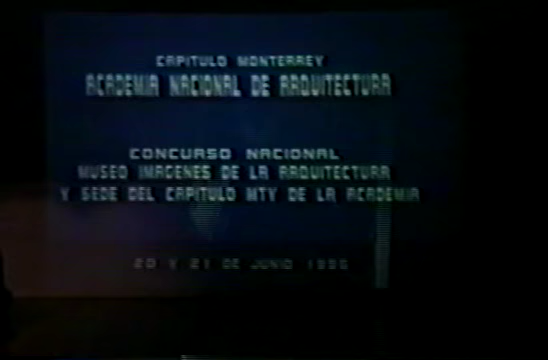 CAPITULO MONTERREY
ACADEMIA NACIONAL DE ARQUITECTURA
CONCURSO NACIONAL
MUSEO IMAGENES DE LA ARQUITECTURA
Y SEDE DEL CAPITULO MTY DE LA ACADEMIA
20 Y 21 DE JUNIO